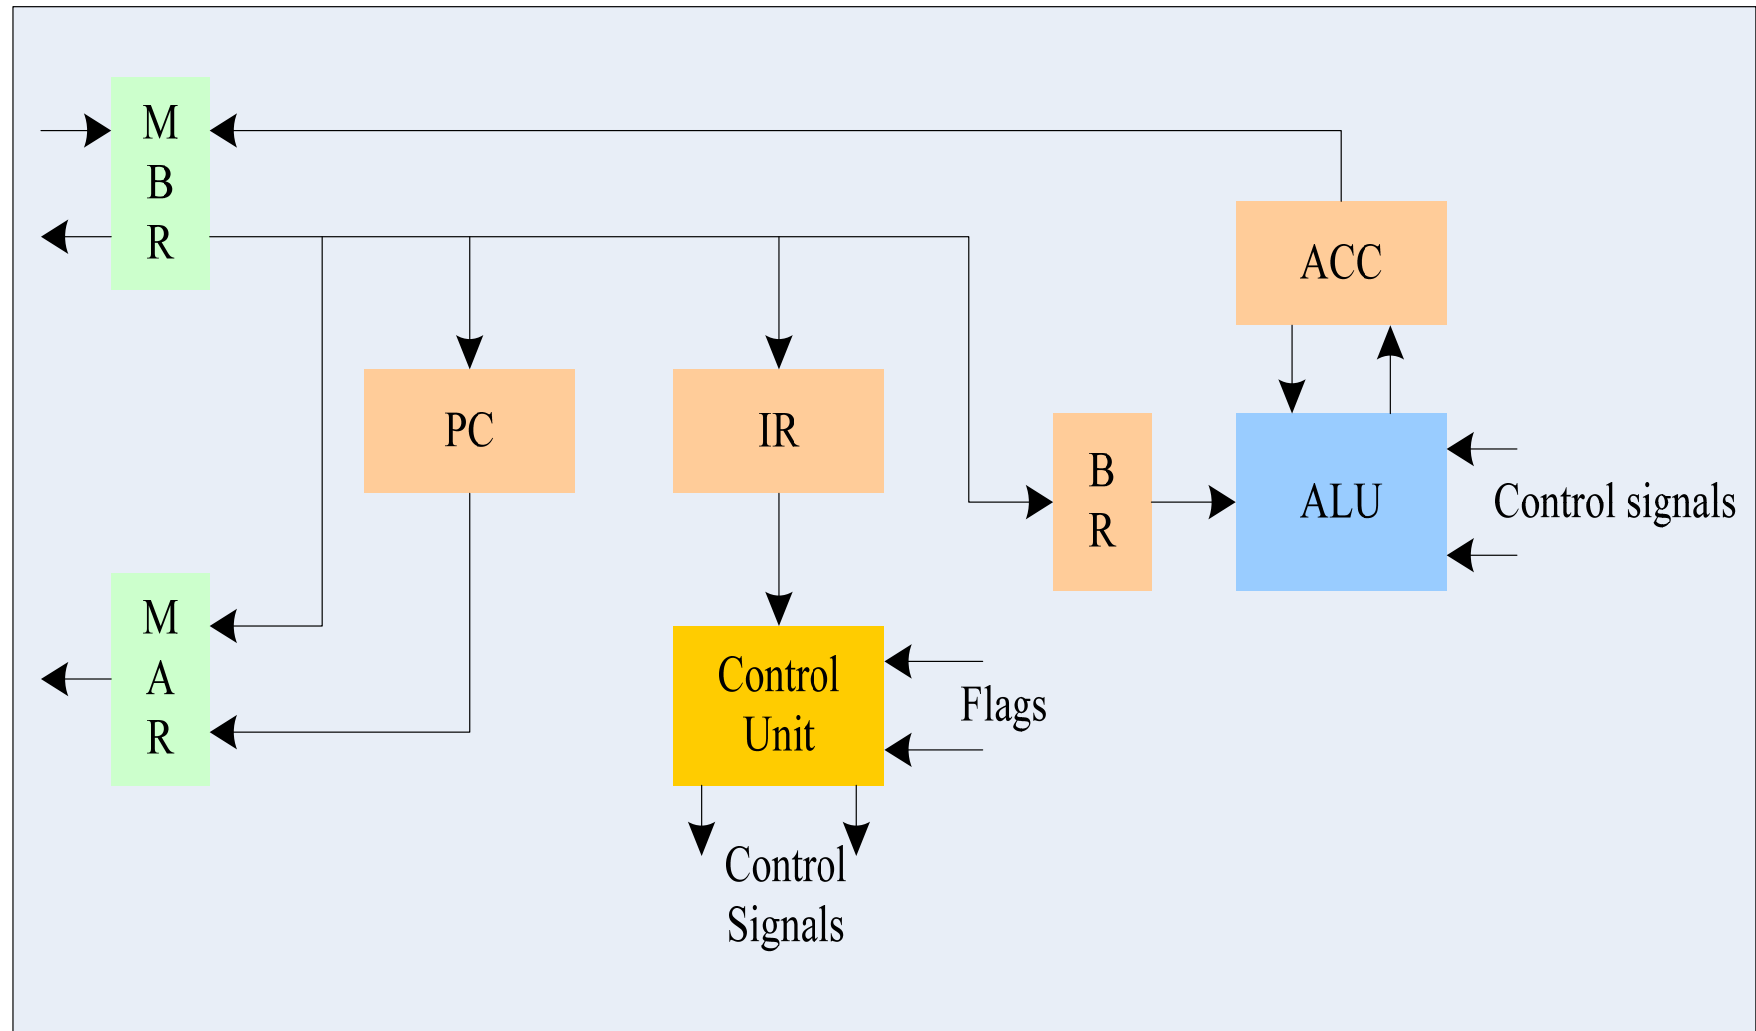 M
B
R
ACC
PC
IR
B
R
ALU
Control signals
M
A
R
Control
Unit
Flags
Control
Signals